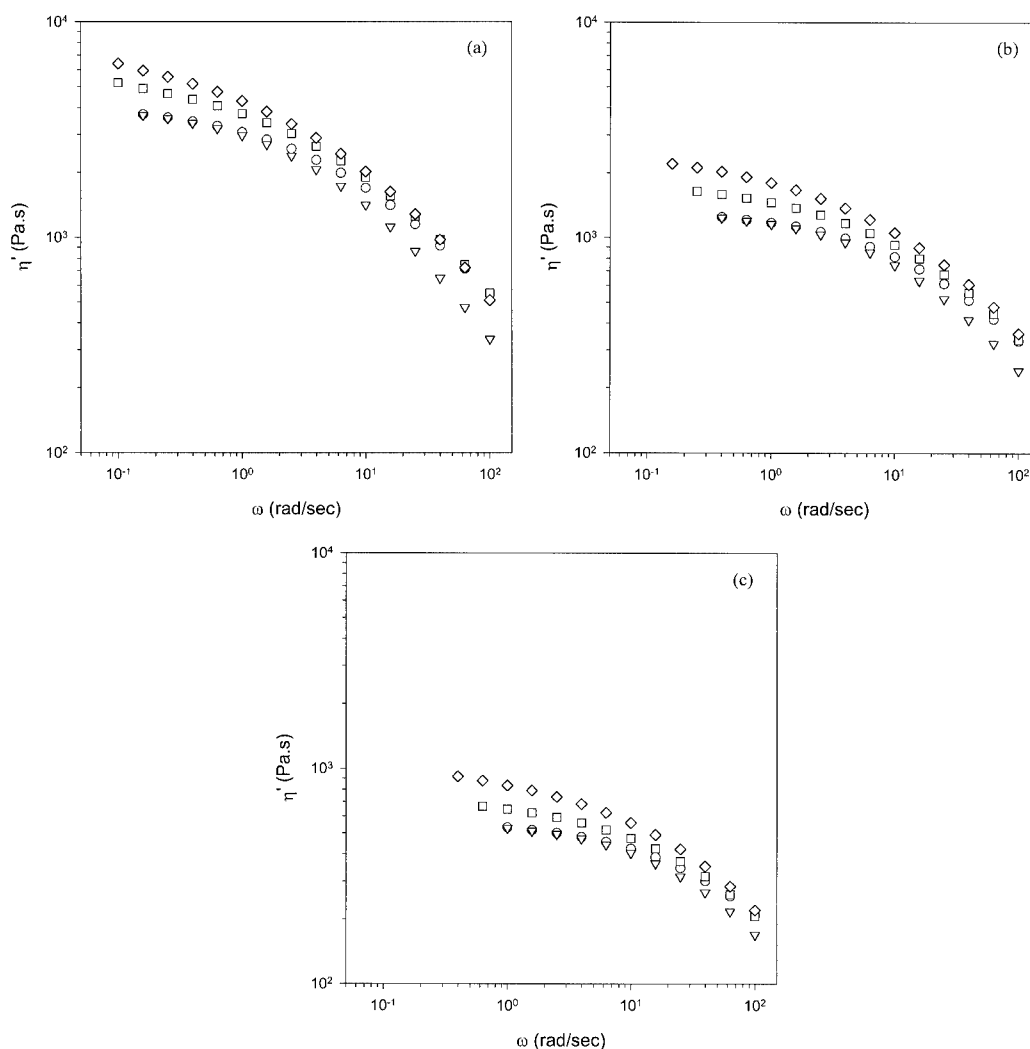 (a)
10⁴
10³
10²
η' (Pa.s)
10⁻¹ 10⁰ 10¹ 10²
ω (rad/sec)
(b)
10⁴
10³
10²
η' (Pa.s)
10⁻¹ 10⁰ 10¹ 10²
ω (rad/sec)
(c)
10⁴
10³
10²
η' (Pa.s)
10⁻¹ 10⁰ 10¹ 10²
ω (rad/sec)